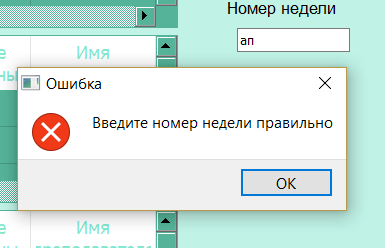 Номер недели
Имя
ап
Ошибка
Введите номер недели правильно
OK
Имя